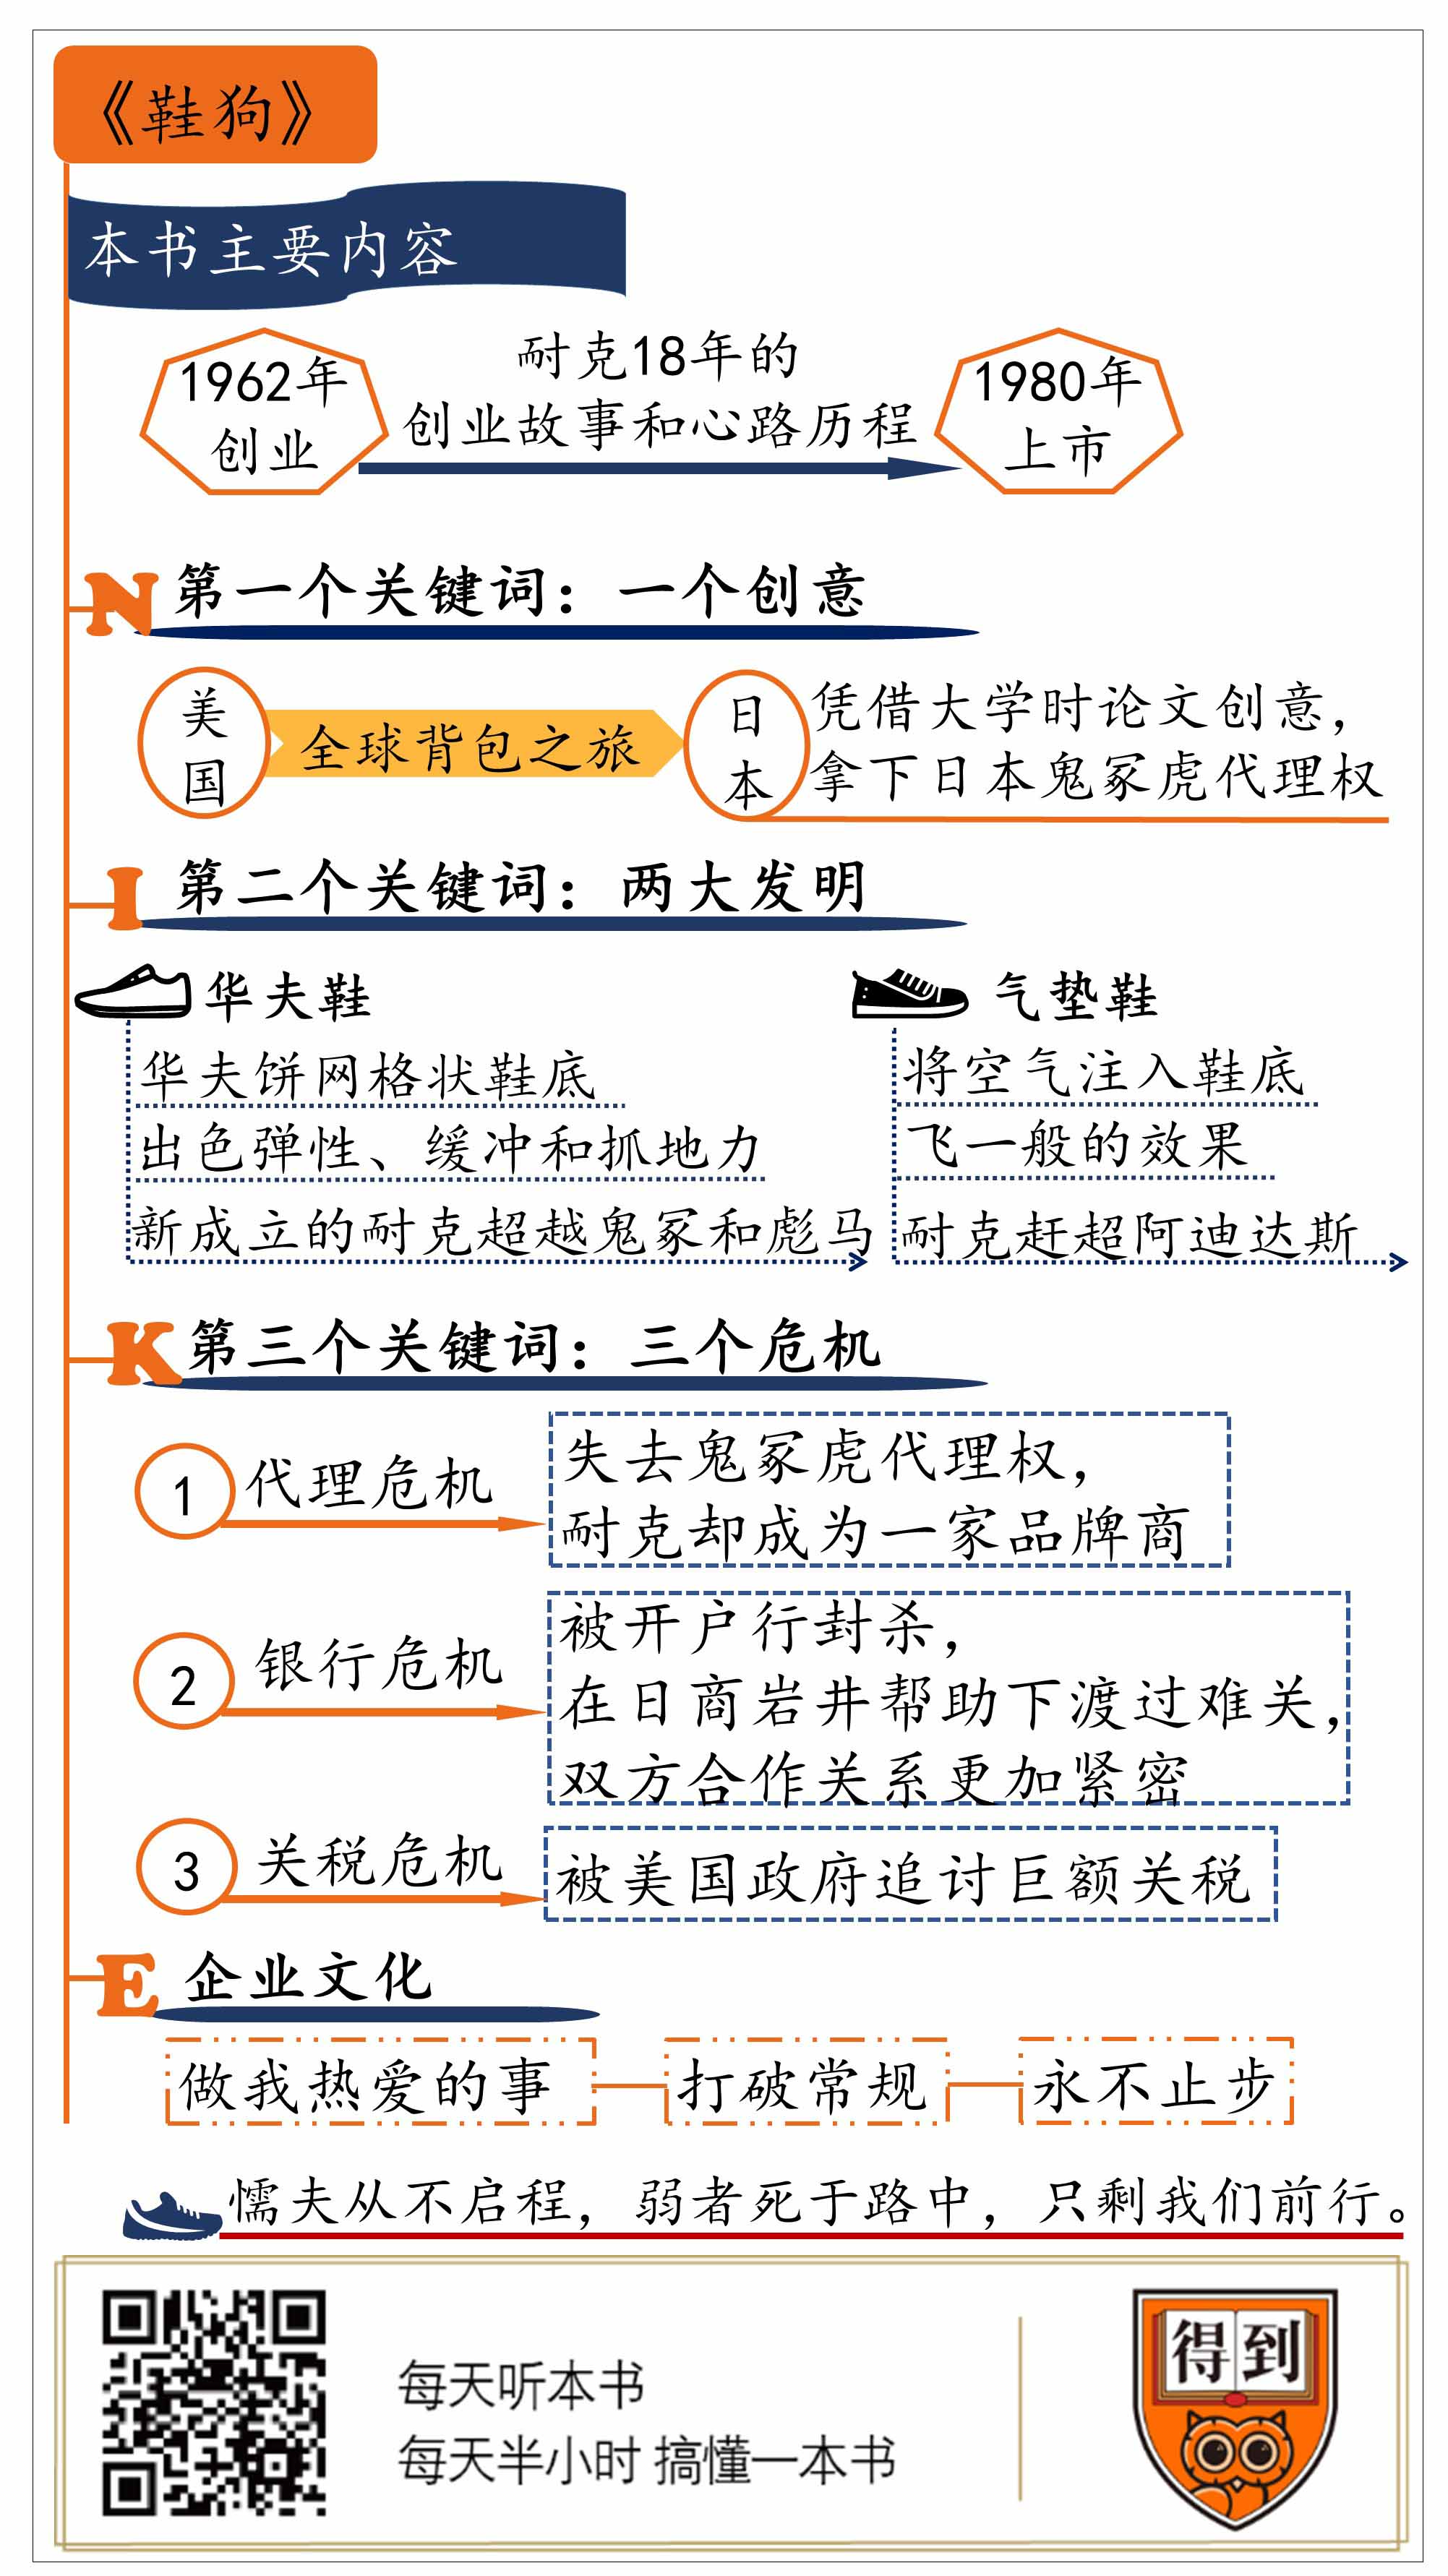 《鞋狗》
本书主要内容
1962年
创业
耐克18年的
创业故事和心路历程
1980年
上市
N 第一个关键词：一个创意
美
国
全球背包之旅
日
本
凭借大学时论文创意，
拿下日本鬼冢虎代理权
I 第二个关键词：两大发明
华夫鞋
华夫饼网格状鞋底
出色弹性、缓冲和抓地力
新成立的耐克超越鬼冢和彪马
气垫鞋
将空气注入鞋底
飞一般的效果
耐克赶超阿迪达斯
K 第三个关键词：三个危机
1 代理危机
失去鬼冢虎代理权，
耐克却成为一家品牌商
2 银行危机
被开户行封杀，
在日商岩井帮助下渡过难关，
双方合作关系更加紧密
3 关税危机
被美国政府追讨巨额关税
E 企业文化
做我热爱的事
打破常规
永不止步
懦夫从不启程，弱者死于路中，只剩我们前行。
每天听本书
每天半小时 搞懂一本书
得到